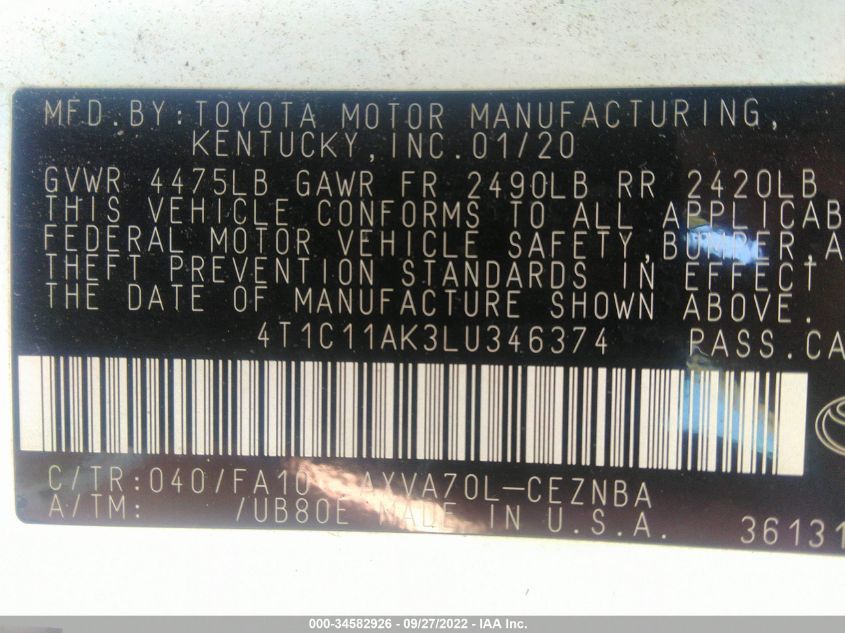 MFD.BY:TOYOTA MOTOR MANUFACTURING,
KENTUCKY,INC.01/20
GVWR 4475LB GAWR FR 2490LB RR 2420LB
THIS VEHICLE CONFORMS TO ALL APPLICAB
FEDERAL MOTOR VEHICLE SAFETY,BUMPER,A
THEFT PREVENTION STANDARDS IN EFFECT
THE DATE OF MANUFACTURE SHOWN ABOVE.
4T1C11AK3LU346374 PASS.CA
C/TR:040/FA10 AXVA70L-CEZNBA
A/TM: /UB80E MADE IN U.S.A. 36131
000-34582926 - 09/27/2022 - IAA Inc.